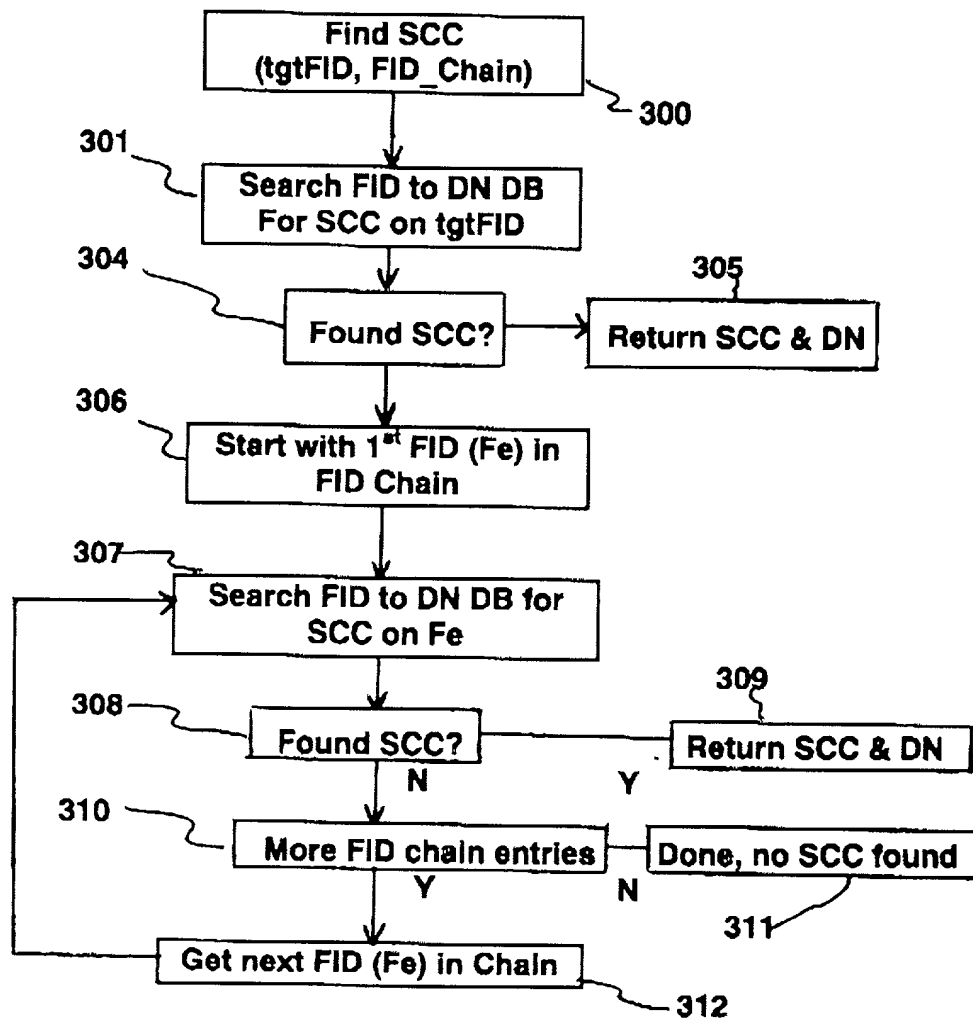 Find SCC
(tgtFID, FID_Chain)
300
301
Search FID to DN DB
For SCC on tgtFID
304
305
Found SCC?
Return SCC & DN
306
Start with 1st FID (Fe) in
FID Chain
307
Search FID to DN DB for
SCC on Fe
308
309
Found SCC?
Return SCC & DN
N
Y
310
More FID chain entries
Done, no SCC found
Y
N
311
Get next FID (Fe) in Chain
312